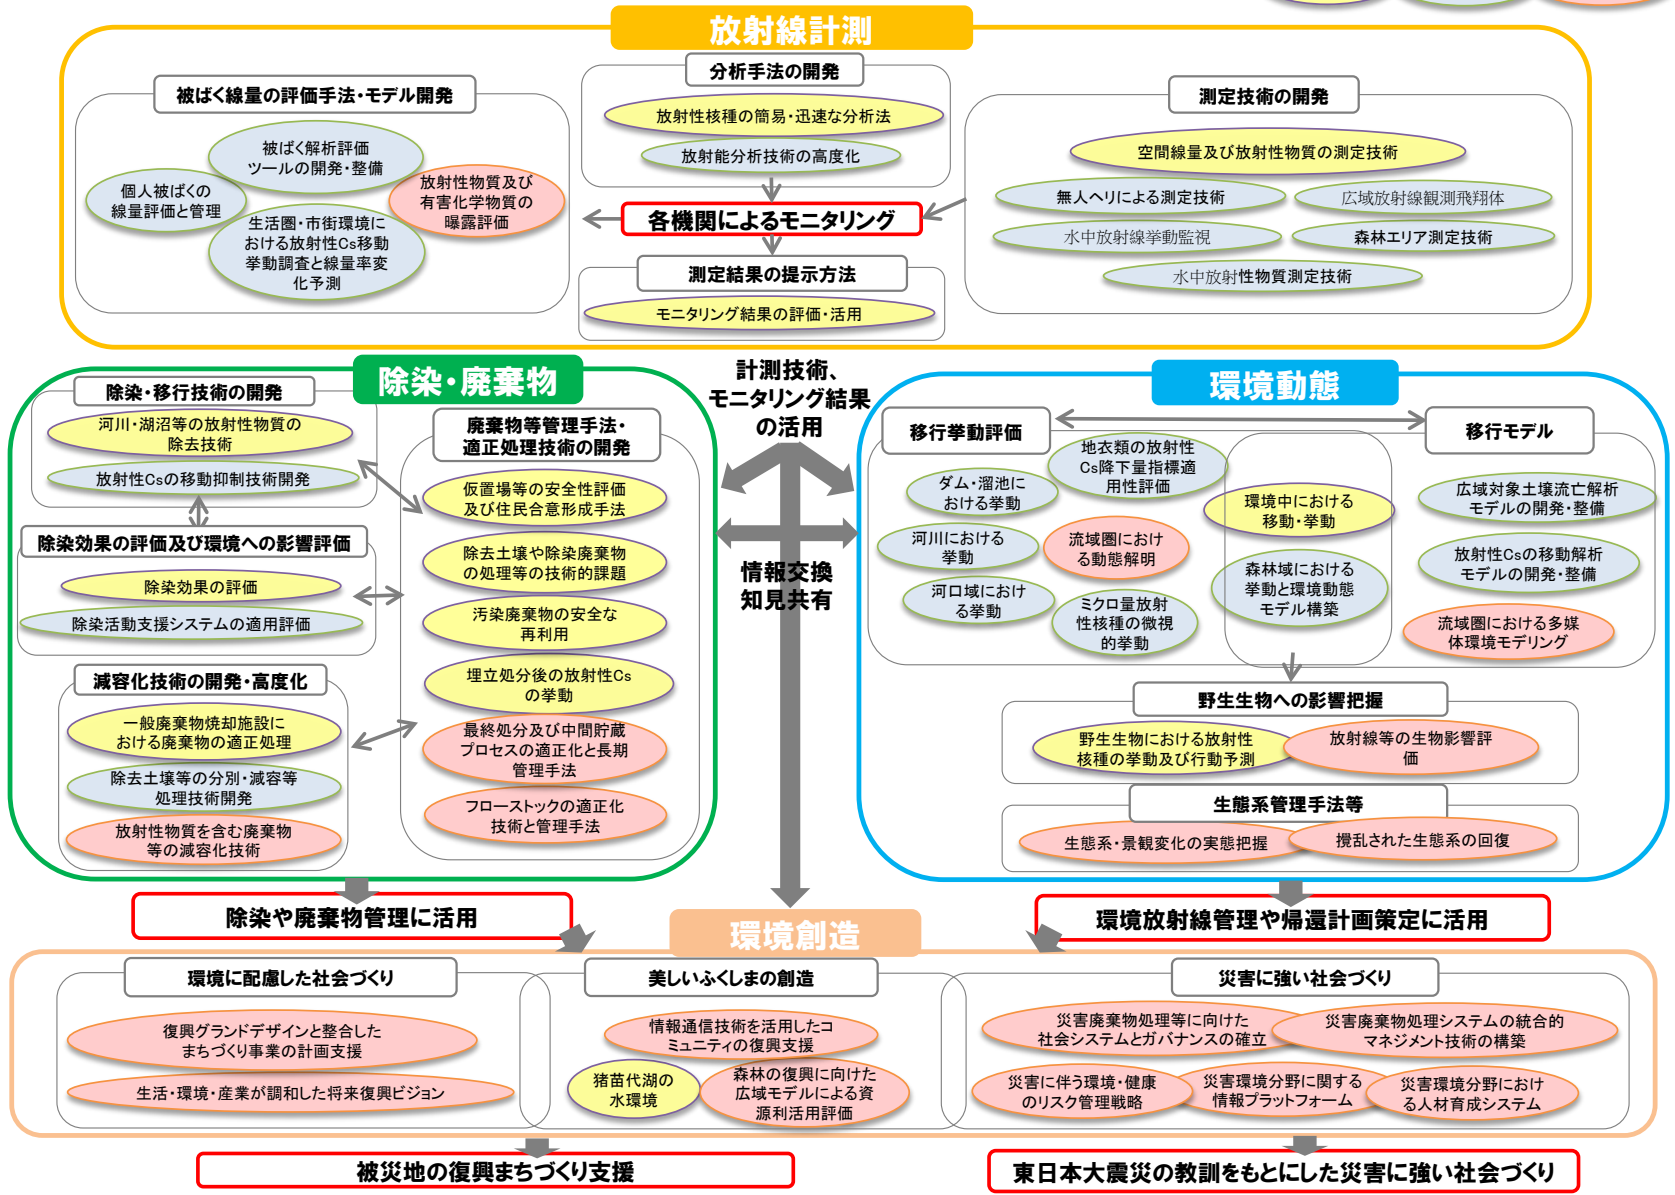 放射線計測
分析手法の開発
放射性核種の簡易・迅速な分析法
放射能分析技術の高度化
被ばく線量の評価手法・モデル開発
被ばく解析評価
ツールの開発・整備
個人被ばくの
線量評価と管理
放射性物質及び
有害化学物質の
曝露評価
生活圏・市街環境に
おける放射性Cs移動
挙動調査と線量率変
化予測
各機関によるモニタリング
測定結果の提示方法
モニタリング結果の評価・活用
測定技術の開発
空間線量及び放射性物質の測定技術
無人ヘリによる測定技術
広域放射線観測飛翔体
水中放射線挙動監視
森林エリア測定技術
水中放射性物質測定技術
除染・廃棄物
除染・移行技術の開発
河川・湖沼等の放射性物質の
除去技術
放射性Csの移動抑制技術開発
除染効果の評価及び環境への影響評価
除染効果の評価
除染活動支援システムの適用評価
減容化技術の開発・高度化
一般廃棄物焼却施設に
おける廃棄物の適正処理
除去土壌等の分別・減容等
処理技術開発
放射性物質を含む廃棄物
等の減容化技術
廃棄物等管理手法・
適正処理技術の開発
仮置場等の安全性評価
及び住民合意形成手法
除去土壌や除染廃棄物
の処理等の技術的課題
汚染廃棄物の安全な
再利用
埋立処分後の放射性Cs
の挙動
最終処分及び中間貯蔵
プロセスの適正化と長期
管理手法
フローストックの適正化
技術と管理手法
計測技術、
モニタリング結果
の活用
情報交換
知見共有
環境動態
移行挙動評価
移行モデル
地衣類の放射性
Cs降下量指標適
用性評価
ダム・溜池に
おける挙動
河川における
挙動
流域圏におけ
る動態解明
河口域におけ
る挙動
ミクロ量放射
性核種の微視
的挙動
環境中における
移動・挙動
森林域における
挙動と環境動態
モデル構築
広域対象土壌流亡解析
モデルの開発・整備
放射性Csの移動解析
モデルの開発・整備
流域圏における多媒
体環境モデリング
野生生物への影響把握
野生生物における放射性
核種の挙動及び行動予測
放射線等の生物影響評
価
生態系管理手法等
生態系・景観変化の実態把握
攪乱された生態系の回復
除染や廃棄物管理に活用
環境放射線管理や帰還計画策定に活用
環境創造
環境に配慮した社会づくり
復興グランドデザインと整合した
まちづくり事業の計画支援
生活・環境・産業が調和した将来復興ビジョン
美しいふくしまの創造
情報通信技術を活用したコ
ミュニティの復興支援
猪苗代湖の
水環境
森林の復興に向けた
広域モデルによる資
源利活用評価
災害に強い社会づくり
災害廃棄物処理等に向けた
社会システムとガバナンスの確立
災害廃棄物処理システムの統合的
マネジメント技術の構築
災害に伴う環境・健康
のリスク管理戦略
災害環境分野に関する
情報プラットフォーム
災害環境分野におけ
る人材育成システム
被災地の復興まちづくり支援
東日本大震災の教訓をもとにした災害に強い社会づくり